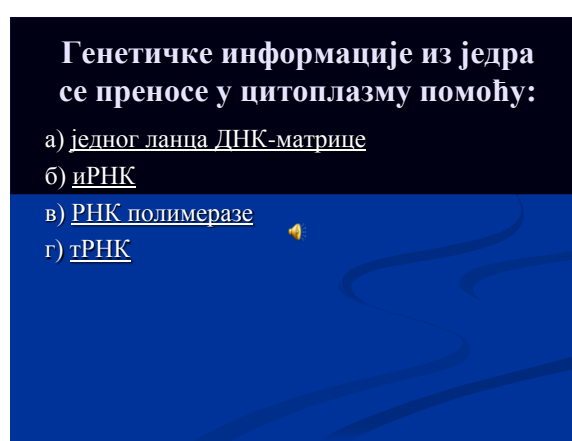 Генетичке информације из једра
се преносе у цитоплазму помоћу:
а) једног ланца ДНК-матрице
б) иРНК
в) РНК полимеразе
г) тРНК